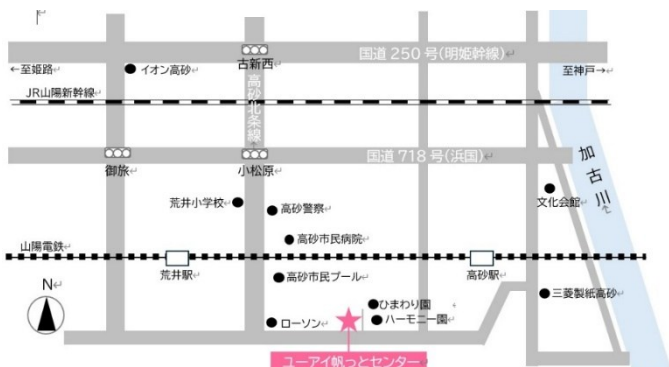 国道250号(明姫幹線)
古新西
←至姫路
イオン高砂
至神戸→
JR山陽新幹線
高砂北条線
国道718号(浜国)
御旅
小松原
加古川
荒井小学校
高砂警察
文化会館
高砂市民病院
山陽電鉄
荒井駅
高砂駅
高砂市民プール
N
ひまわり園
三菱製紙高砂
ローソン
ハーモニー園
ユーアイ帆っとセンター